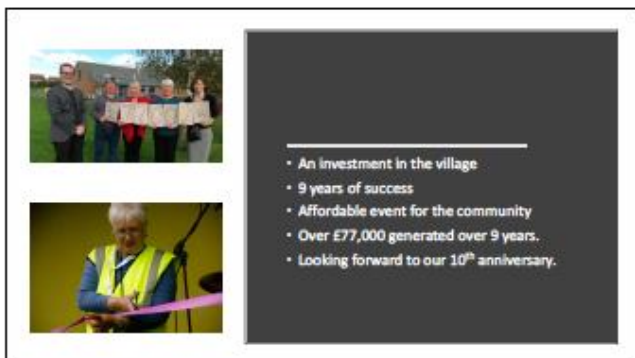 • An investment in the village
• 9 years of success
• Affordable event for the community
• Over £77,000 generated over 9 years.
• Looking forward to our 10th anniversary.